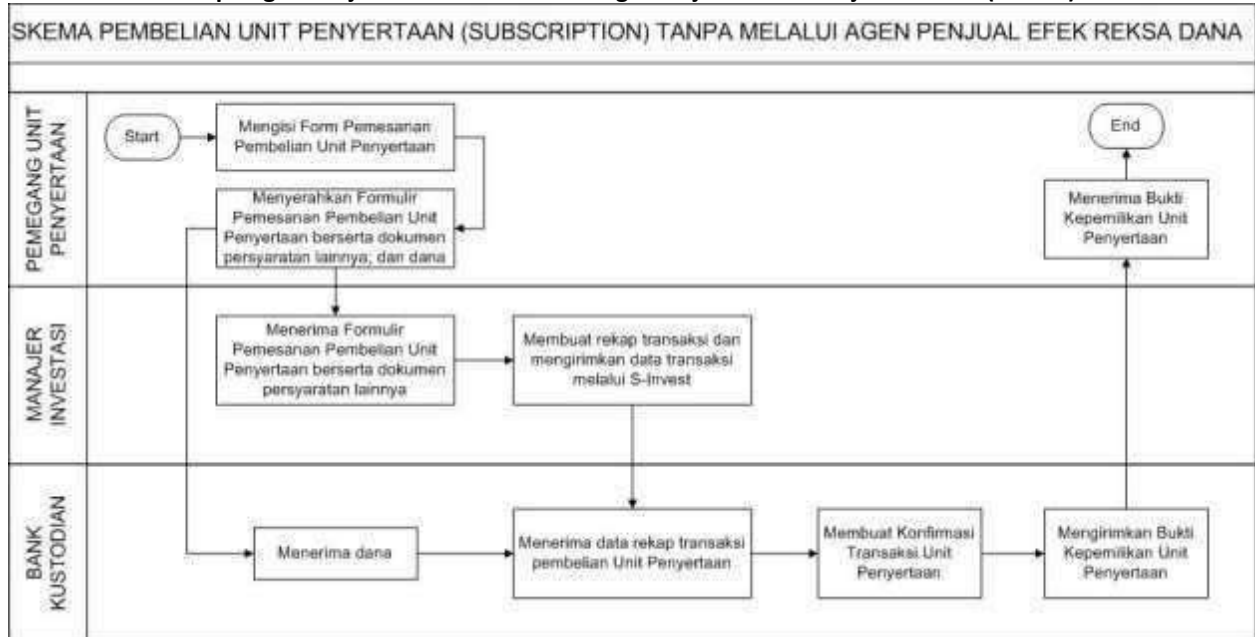 SKEMA PEMBELIAN UNIT PENYERTAAN (SUBSCRIPTION) TANPA MELALUI AGEN PENJUAL EFEK REKSA DANA
PEMEGANG UNIT
PENYERTAAN
Start
Mengisi Form Pemesanan
Pembelian Unit Penyertaan
Menyerahkan Formulir
Pemesanan Pembelian Unit
Penyertaan berserta dokumen
persyaratan lainnya; dan dana
End
Menerima Bukti
Kepemilikan Unit
Penyertaan
MANAJER
INVESTASI
Menerima Formulir
Pemesanan Pembelian Unit
Penyertaan berserta dokumen
persyaratan lainnya
Membuat rekap transaksi dan
mengirimkan data transaksi
melalui S-Invest
BANK
KUSTODIAN
Menerima dana
Menerima data rekap transaksi
pembelian Unit Penyertaan
Membuat Konfirmasi
Transaksi Unit
Penyertaan
Mengirimkan Bukti
Kepemilikan Unit
Penyertaan